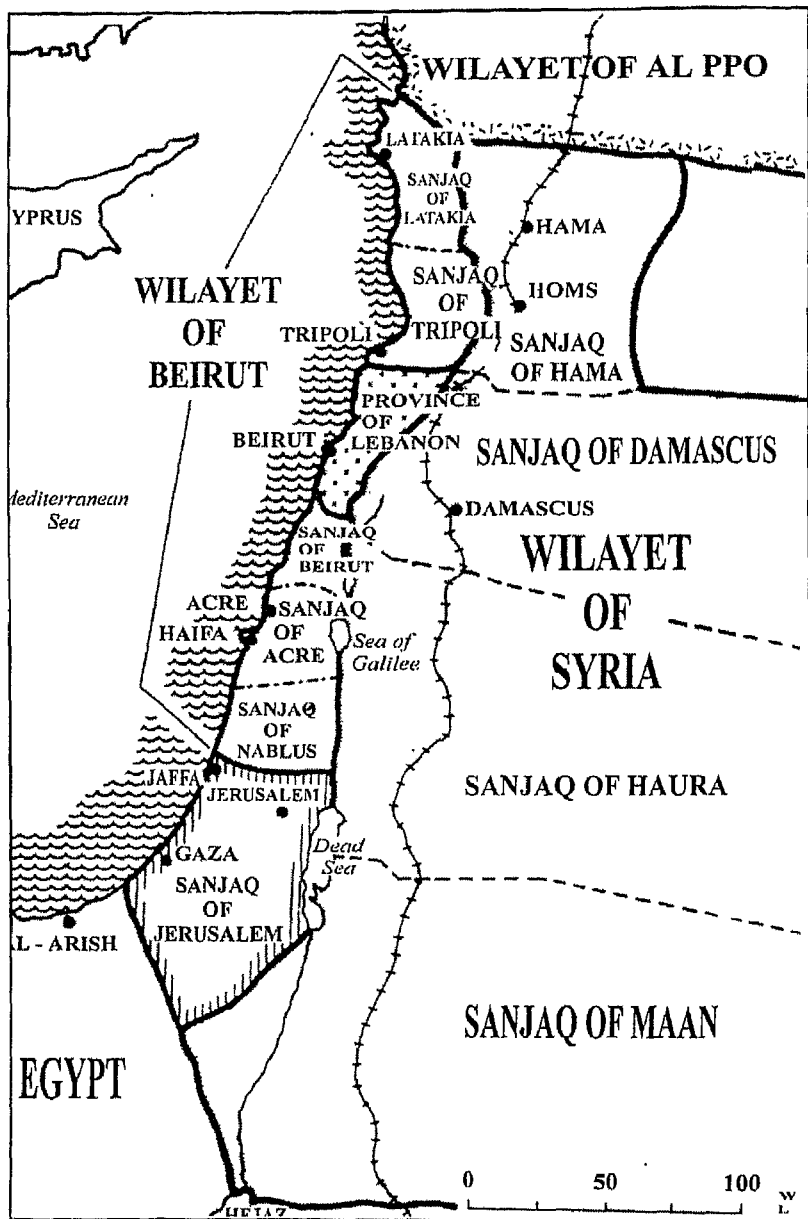 WILAYET OF AL PPO
LATAKIA
SANJAQ
OF
LATAKIA
YPRUS
HAMA
WILAYET
OF
BEIRUT
SANJAQ
OF
TRIPOLI
HOMS
TRIPOLI
SANJAQ
OF HAMA
PROVINCE
OF
LEBANON
BEIRUT
SANJAQ OF DAMASCUS
Mediterranean
Sea
DAMASCUS
SANJAQ
OF
BEIRUT
WILAYET
OF
SYRIA
ACRE
HAIFA
SANJAQ
OF
ACRE
Sea of
Galilee
SANJAQ
OF
NABLUS
JAFFA
JERUSALEM
SANJAQ OF HAURA
Dead
Sea
GAZA
SANJAQ
OF
JERUSALEM
AL - ARISH
SANJAQ OF MAAN
EGYPT
0 50 100
W
L
HEJAZ